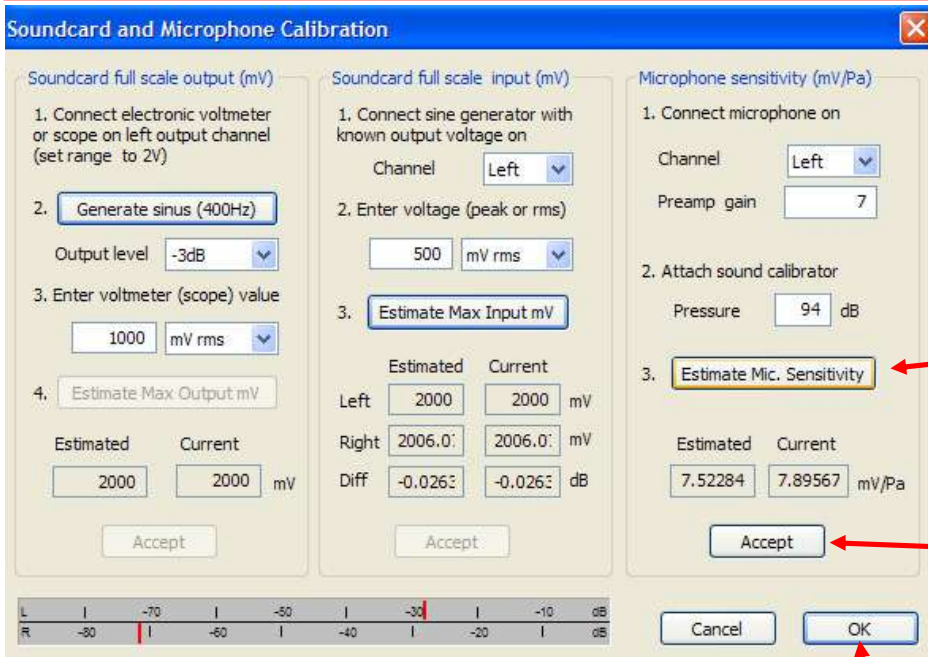 Soundcard and Microphone Calibration
Soundcard full scale output (mV)
1. Connect electronic voltmeter
or scope on left output channel
(set range to 2V)
2. Generate sinus (400Hz)
Output level -3dB
3. Enter voltmeter (scope) value
1000 mV rms
4. Estimate Max Output mV
Estimated Current
2000 2000 mV
Accept
Soundcard full scale input (mV)
1. Connect sine generator with
known output voltage on
Channel Left
2. Enter voltage (peak or rms)
500 mV rms
3. Estimate Max Input mV
Estimated Current
Left 2000 2000 mV
Right 2006.0 2006.0 mV
Diff -0.026 -0.026 dB
Accept
Microphone sensitivity (mV/Pa)
1. Connect microphone on
Channel Left
Preamp gain 7
2. Attach sound calibrator
Pressure 94 dB
3. Estimate Mic. Sensitivity
Estimated Current
7.52284 7.89567 mV/Pa
Accept
L -70 -50 -30 -10 dB
R -80 -60 -40 -20 dB
Cancel OK